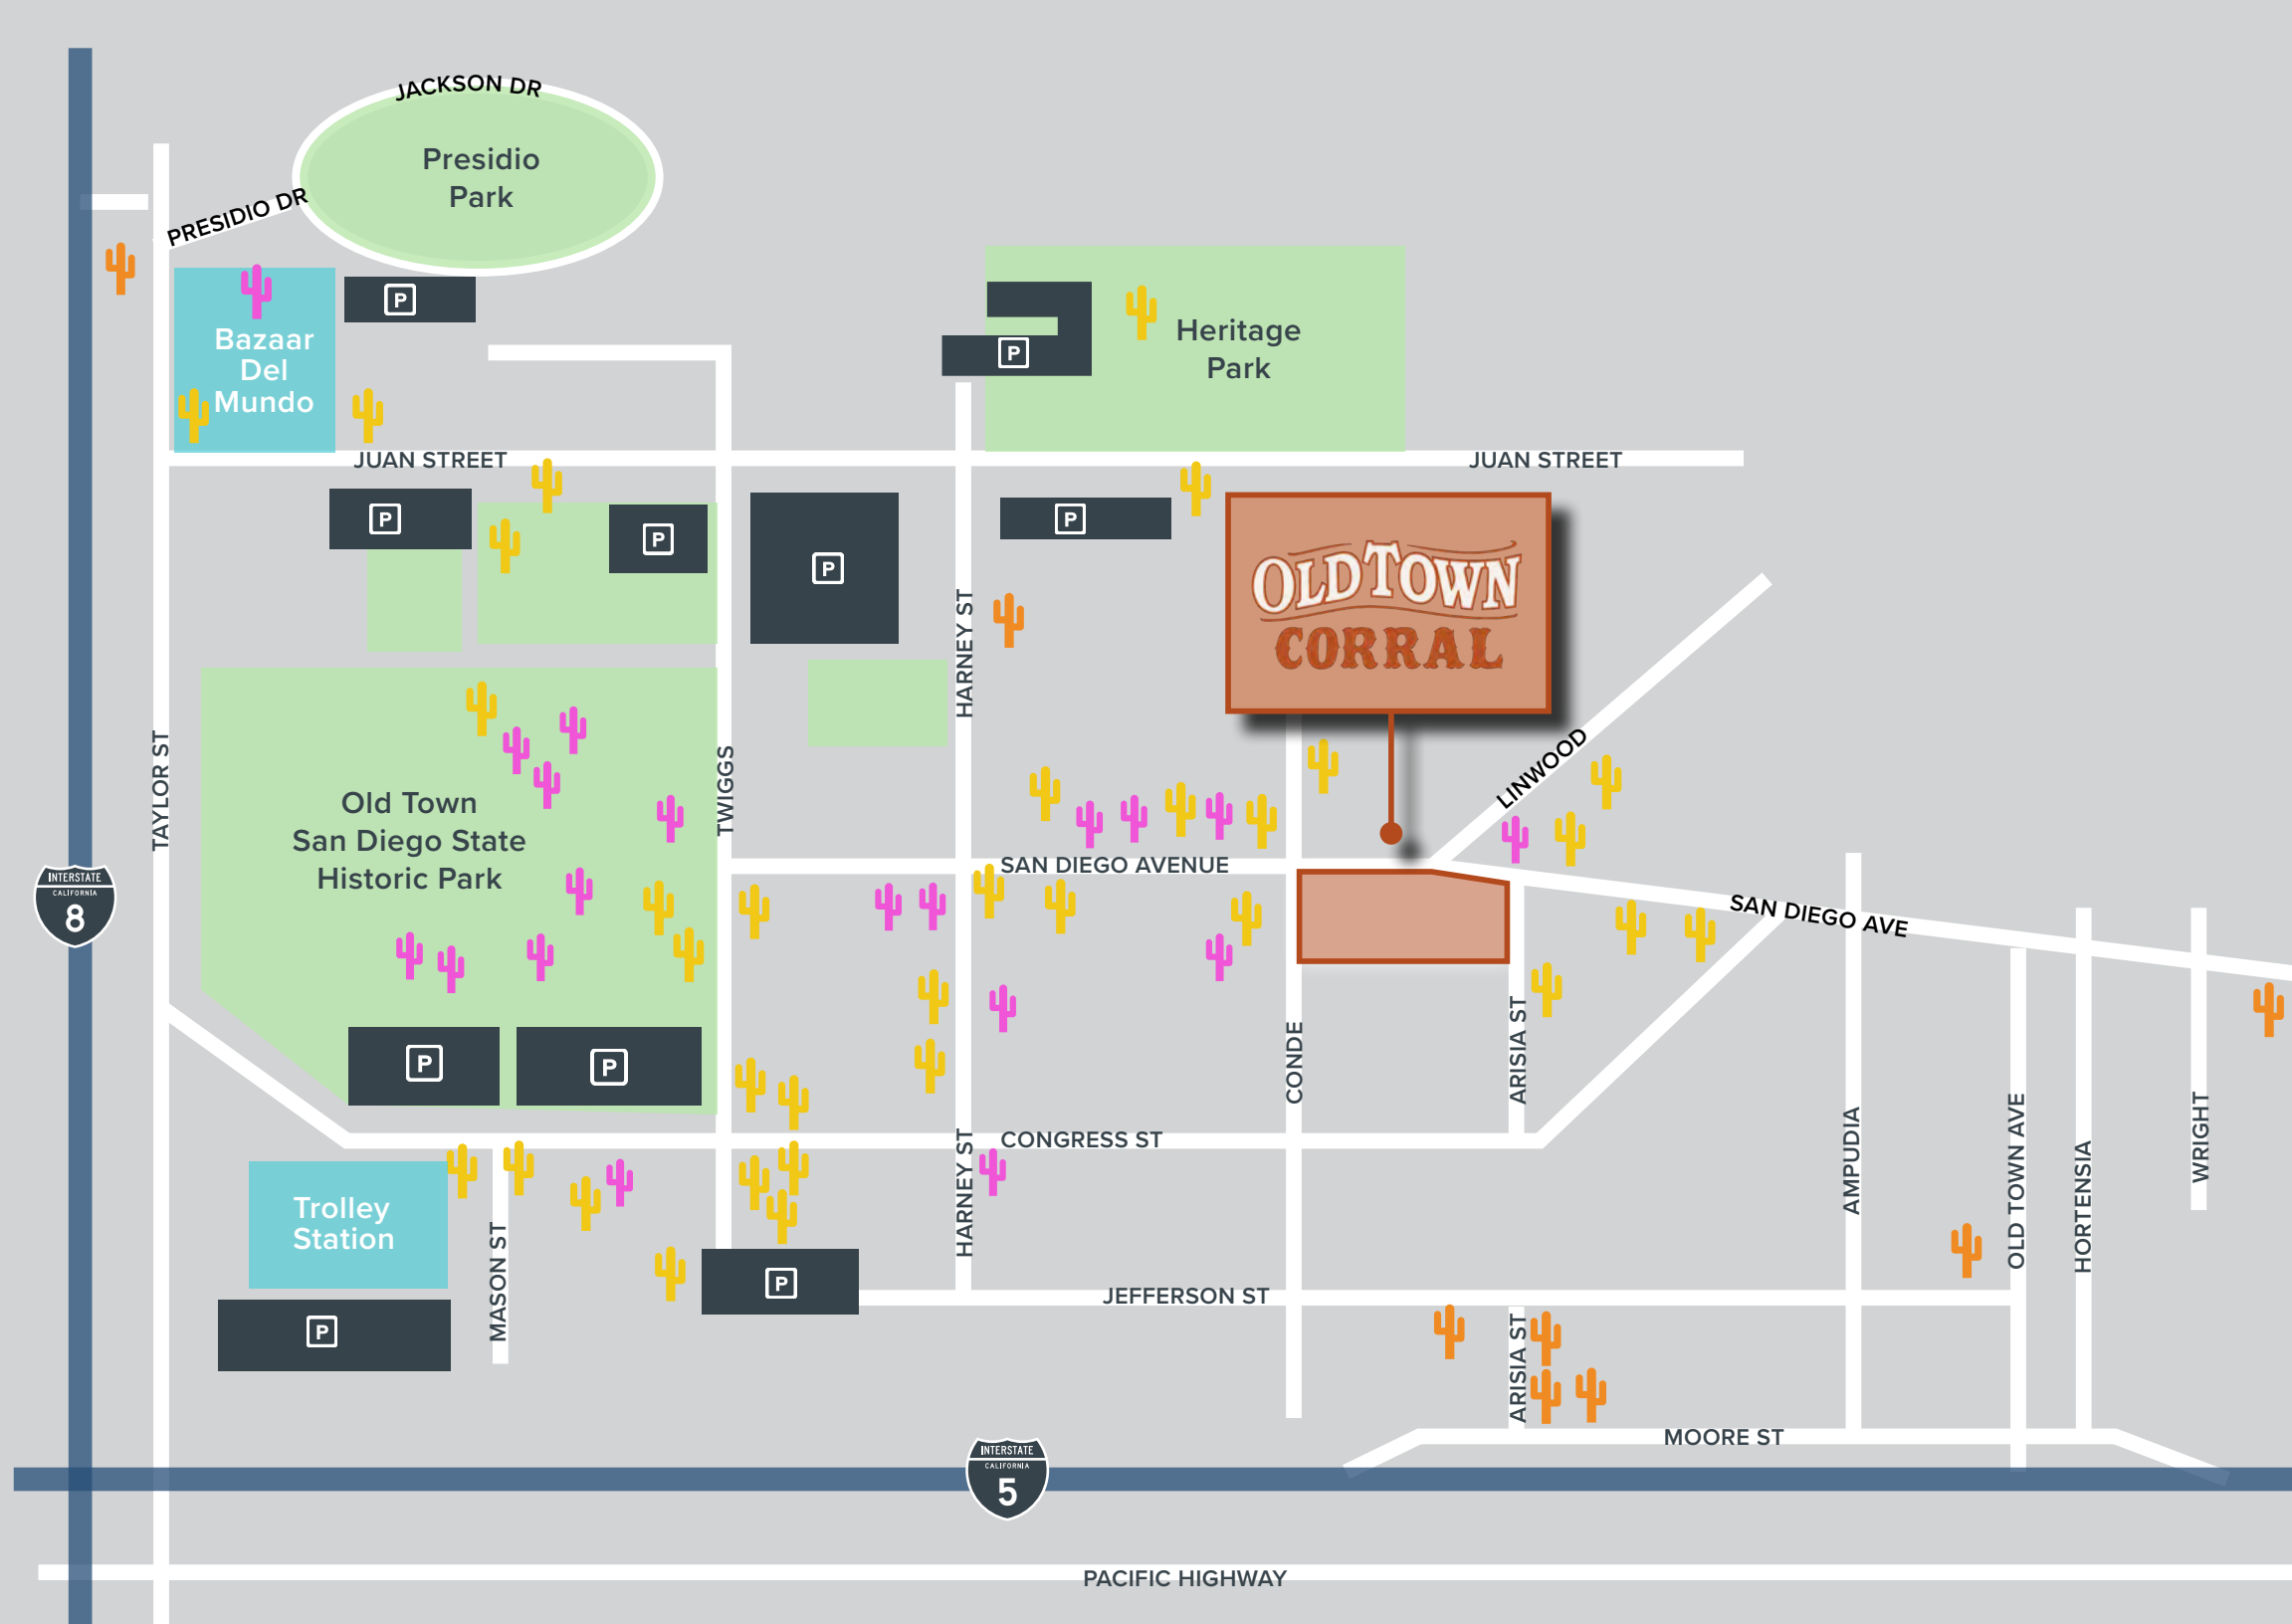 JACKSON DR
Presidio
Park
PRESIDIO DR
P
Bazaar
Del
Mundo
P
Heritage
Park
JUAN STREET
JUAN STREET
P
P
P
P
OLD TOWN
CORRAL
HARNEY ST
TAYLOR ST
TWIGGS
LINWOOD
Old Town
San Diego State
Historic Park
SAN DIEGO AVENUE
SAN DIEGO AVE
INTERSTATE
CALIFORNIA
8
P
P
CONDE
ARISIA ST
CONGRESS ST
HARNEY ST
AMPUDIA
OLD TOWN AVE
HORTENSIA
WRIGHT
Trolley
Station
MASON ST
P
P
JEFFERSON ST
ARISIA ST
MOORE ST
INTERSTATE
CALIFORNIA
5
PACIFIC HIGHWAY